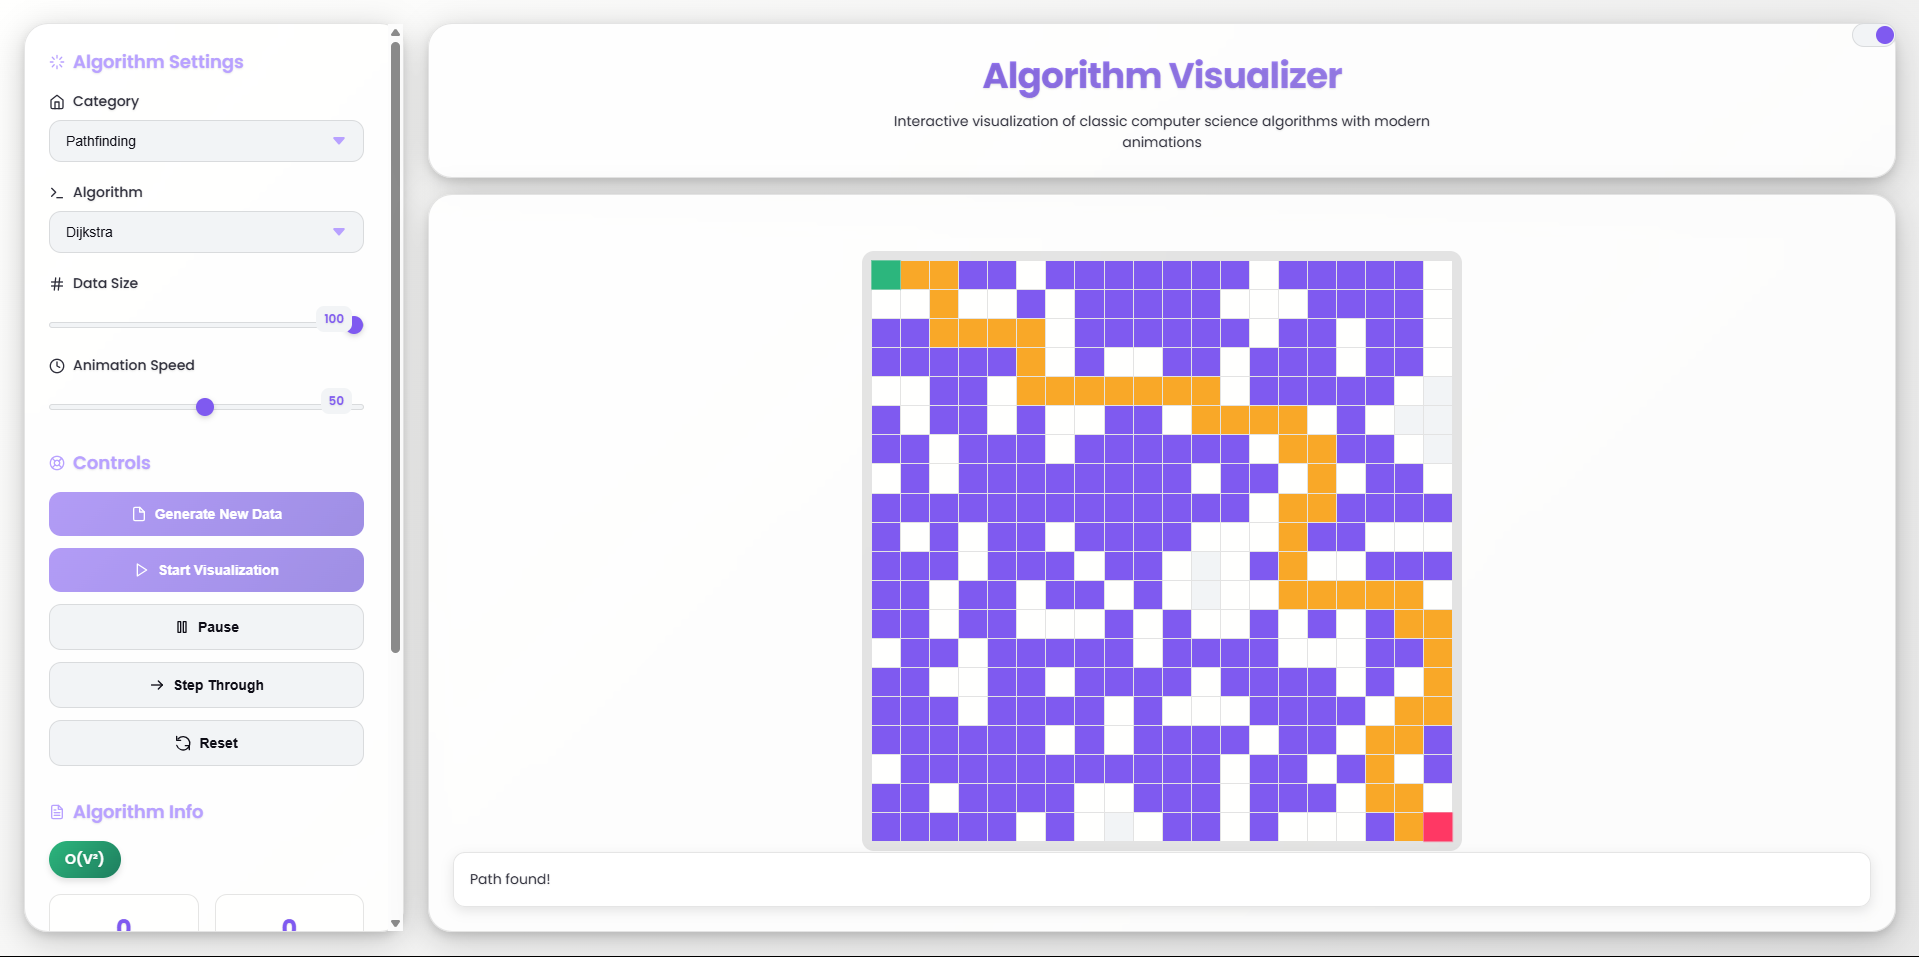 Algorithm Settings
Category
Pathfinding
Algorithm
Dijkstra
Data Size
100
Animation Speed
50
Controls
Generate New Data
Start Visualization
Pause
Step Through
Reset
Algorithm Info
O(V²)
0 0
Algorithm Visualizer
Interactive visualization of classic computer science algorithms with modern
animations
Path found!